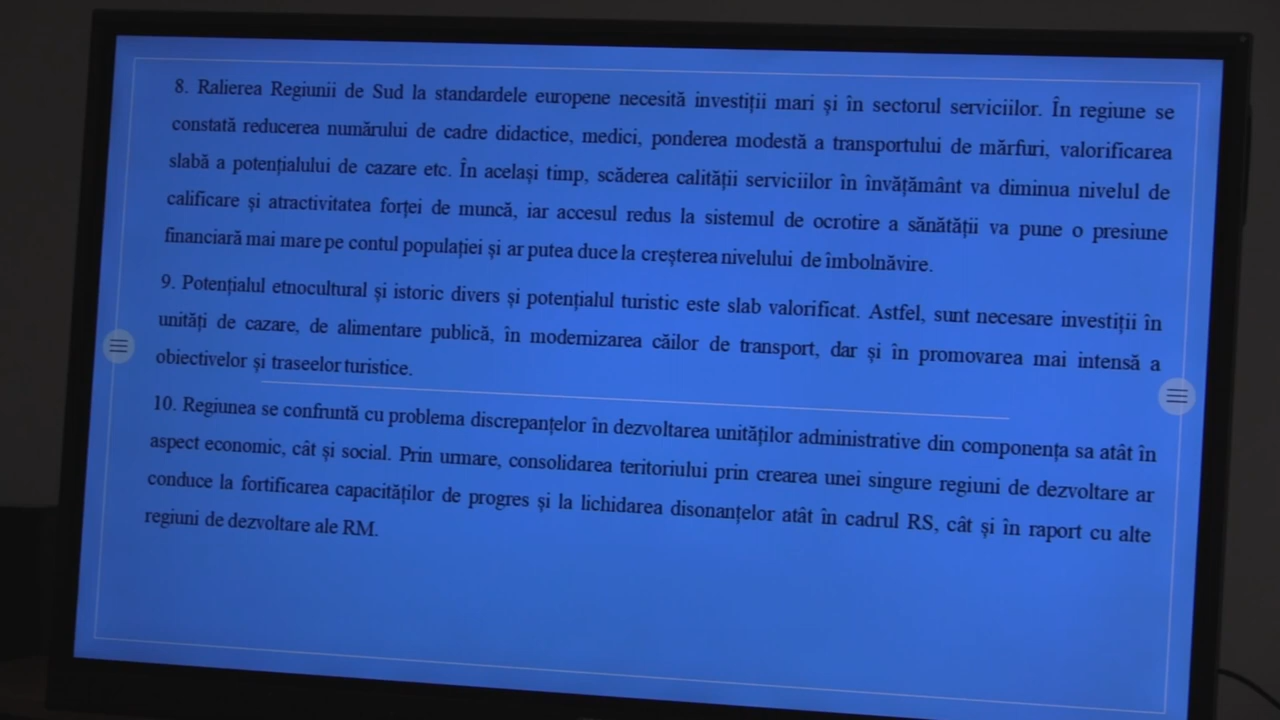 8. Ralierea Regiunii de Sud la standardele europene necesită investiții mari și în sectorul serviciilor. În regiune se
constată reducerea numărului de cadre didactice, medici, ponderea modestă a transportului de mărfuri, valorificarea
slabă a potențialului de cazare etc. În același timp, scăderea calității serviciilor în învățământ va diminua nivelul de
calificare și atractivitatea forței de muncă, iar accesul redus la sistemul de ocrotire a sănătății va pune o presiune
financiară mai mare pe contul populației și ar putea duce la creșterea nivelului de îmbolnăvire.
9. Potențialul etnocultural și istoric divers și potențialul turistic este slab valorificat. Astfel, sunt necesare investiții în
unități de cazare, de alimentare publică, în modernizarea căilor de transport, dar și în promovarea mai intensă a
obiectivelor și traseelor turistice.
10. Regiunea se confruntă cu problema discrepanțelor în dezvoltarea unităților administrative din componența sa atât în
aspect economic, cât și social. Prin urmare, consolidarea teritoriului prin crearea unei singure regiuni de dezvoltare ar
conduce la fortificarea capacităților de progres și la lichidarea disonanțelor atât în cadrul RS, cât și în raport cu alte
regiuni de dezvoltare ale RM.